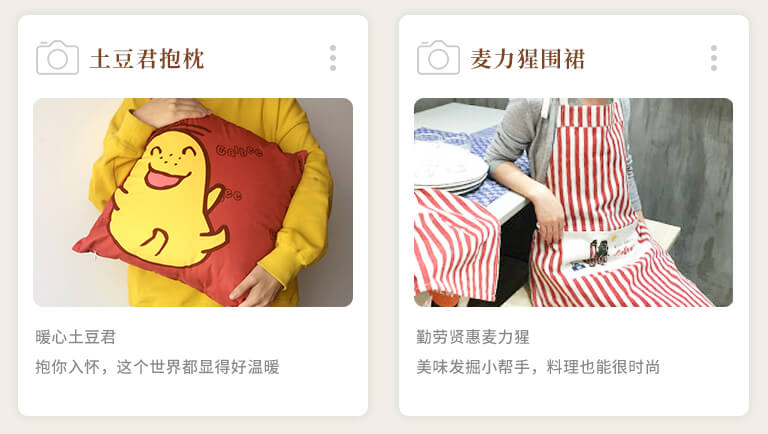 土豆君抱枕
Calbee
ee
暖心土豆君
抱你入怀，这个世界都显得好温暖
麦力猩围裙
勤劳贤惠麦力猩
美味发掘小帮手，料理也能很时尚